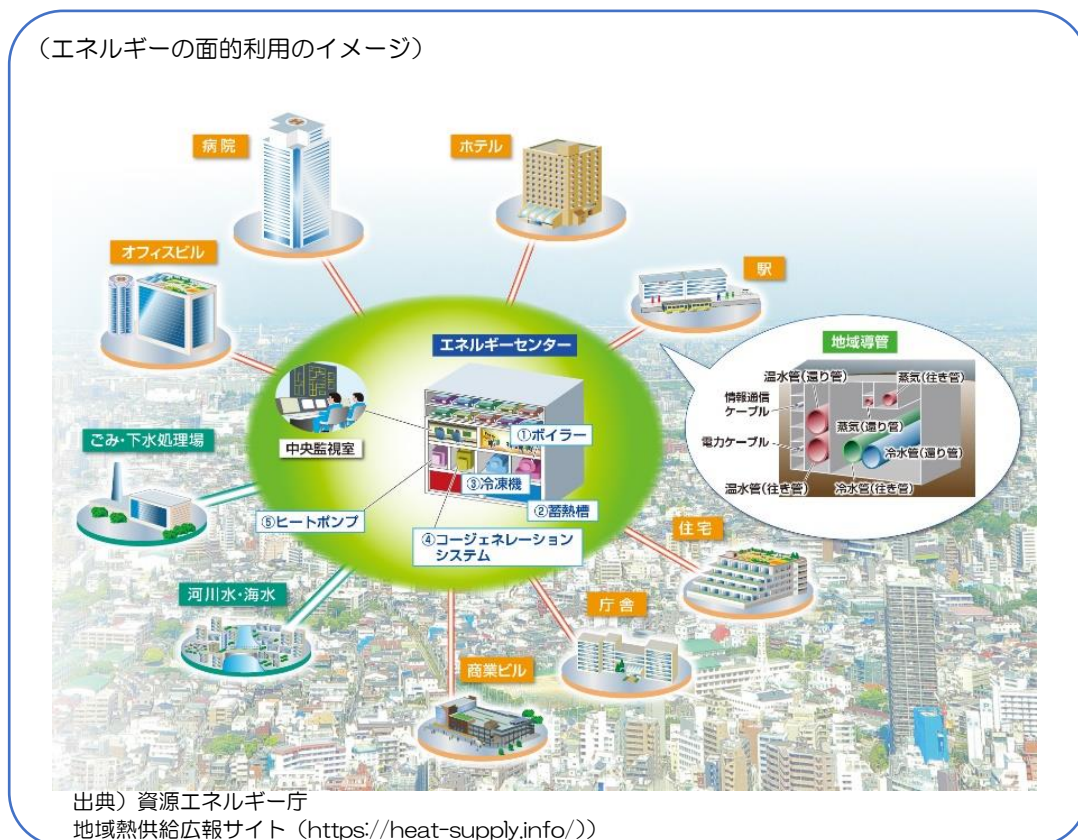 （エネルギーの面的利用のイメージ）
病院
ホテル
オフィスビル
駅
エネルギーセンター
地域導管
温水管(還り管)
蒸気(往き管)
情報通信
ケーブル
蒸気(還り管)
電力ケーブル
冷水管(還り管)
温水管(往き管)
冷水管(往き管)
中央監視室
①ボイラー
③冷凍機
②蓄熱槽
⑤ヒートポンプ
④コージェネレーション
システム
ごみ・下水処理場
住宅
河川水・海水
庁舎
商業ビル
出典）資源エネルギー庁
地域熱供給広報サイト（https://heat-supply.info/））